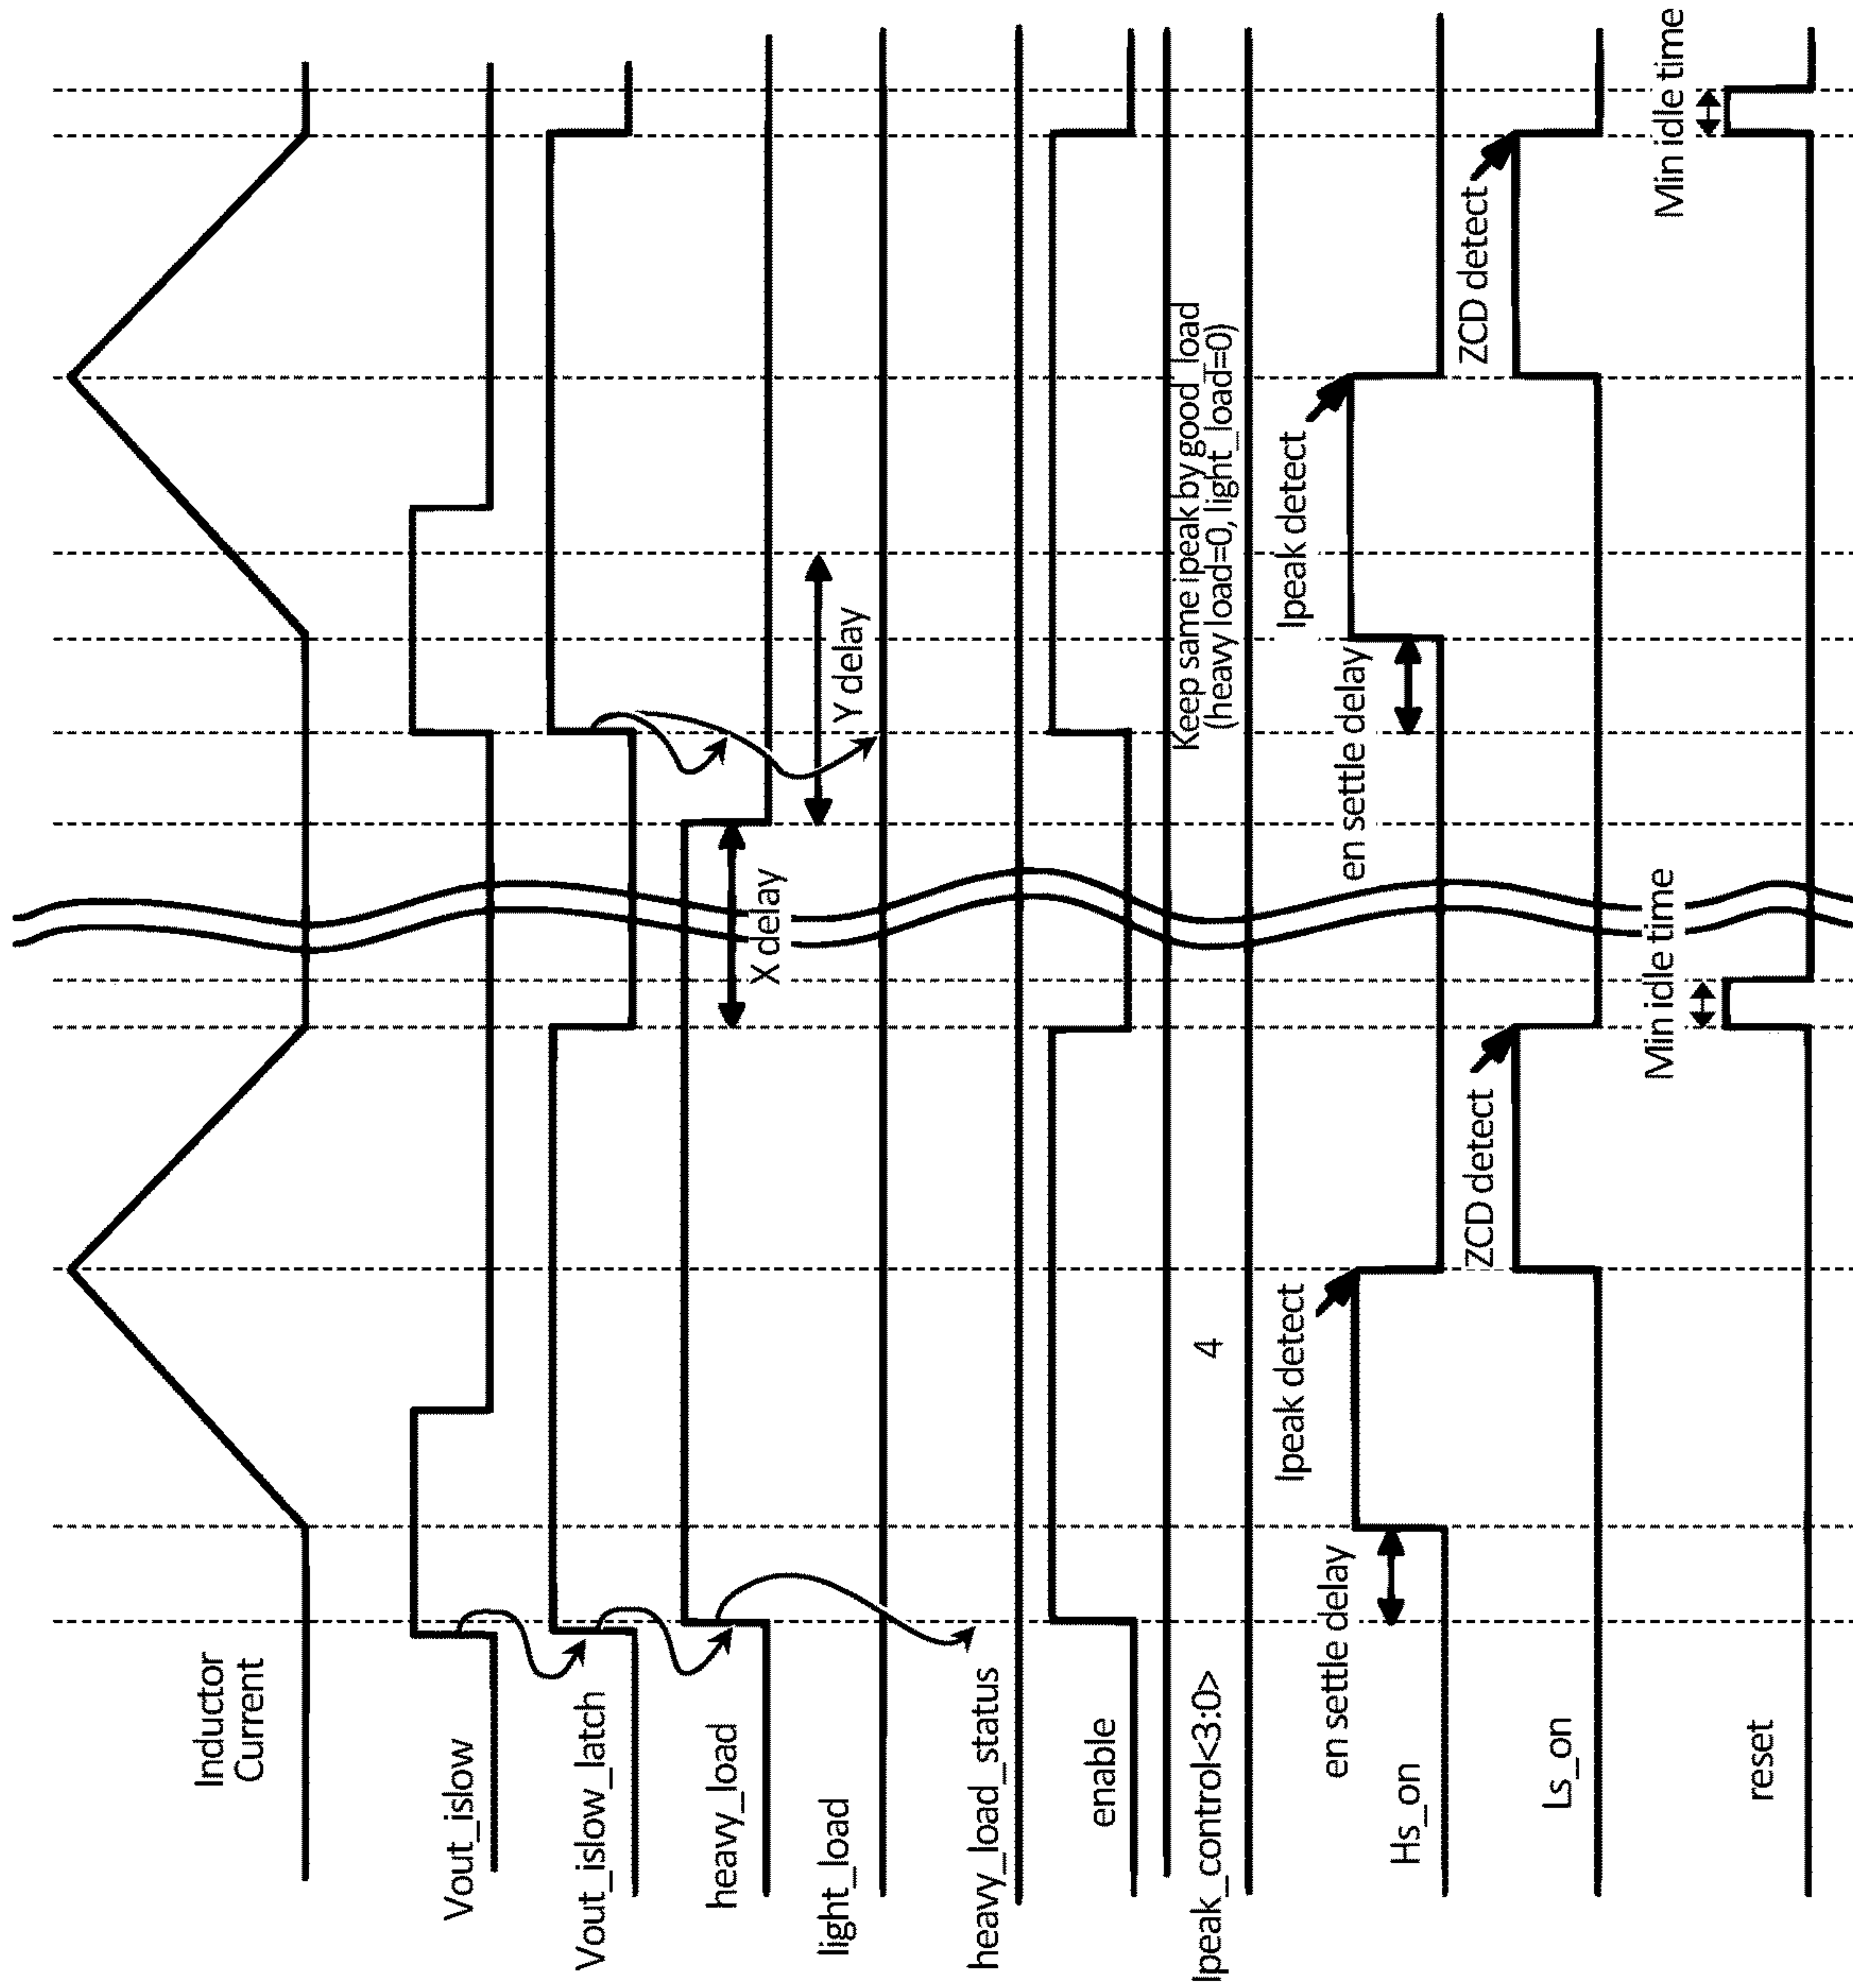 Inductor
Current
Vout_islow
Vout_islow_latch
heavy_load
X delay
light_load
Y delay
heavy_load_status
enable
Ipeak_control<3:0>
4
Keep same ipeak by good_load
(heavy load=0, light_load=0)
en settle delay
Ipeak detect
en settle delay
Ipeak detect
Hs_on
ZCD detect
ZCD detect
Ls_on
Min idle time
Min idle time
reset